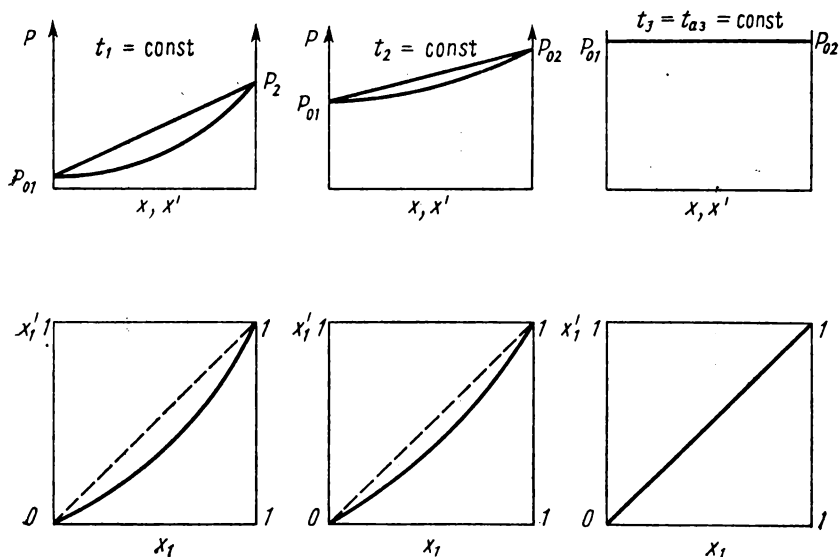 P t₁ = const
P₂
P₀₁
x, x'
P t₂ = const
P₀₂
P₀₁
x, x'
t₃ = tₐ₃ = const
P₀₁ P₀₂
x, x'
x₁' 1 1
0 1
x₁
x₁' 1 1
0 1
x₁
x₁' 1 1
0 1
x₁